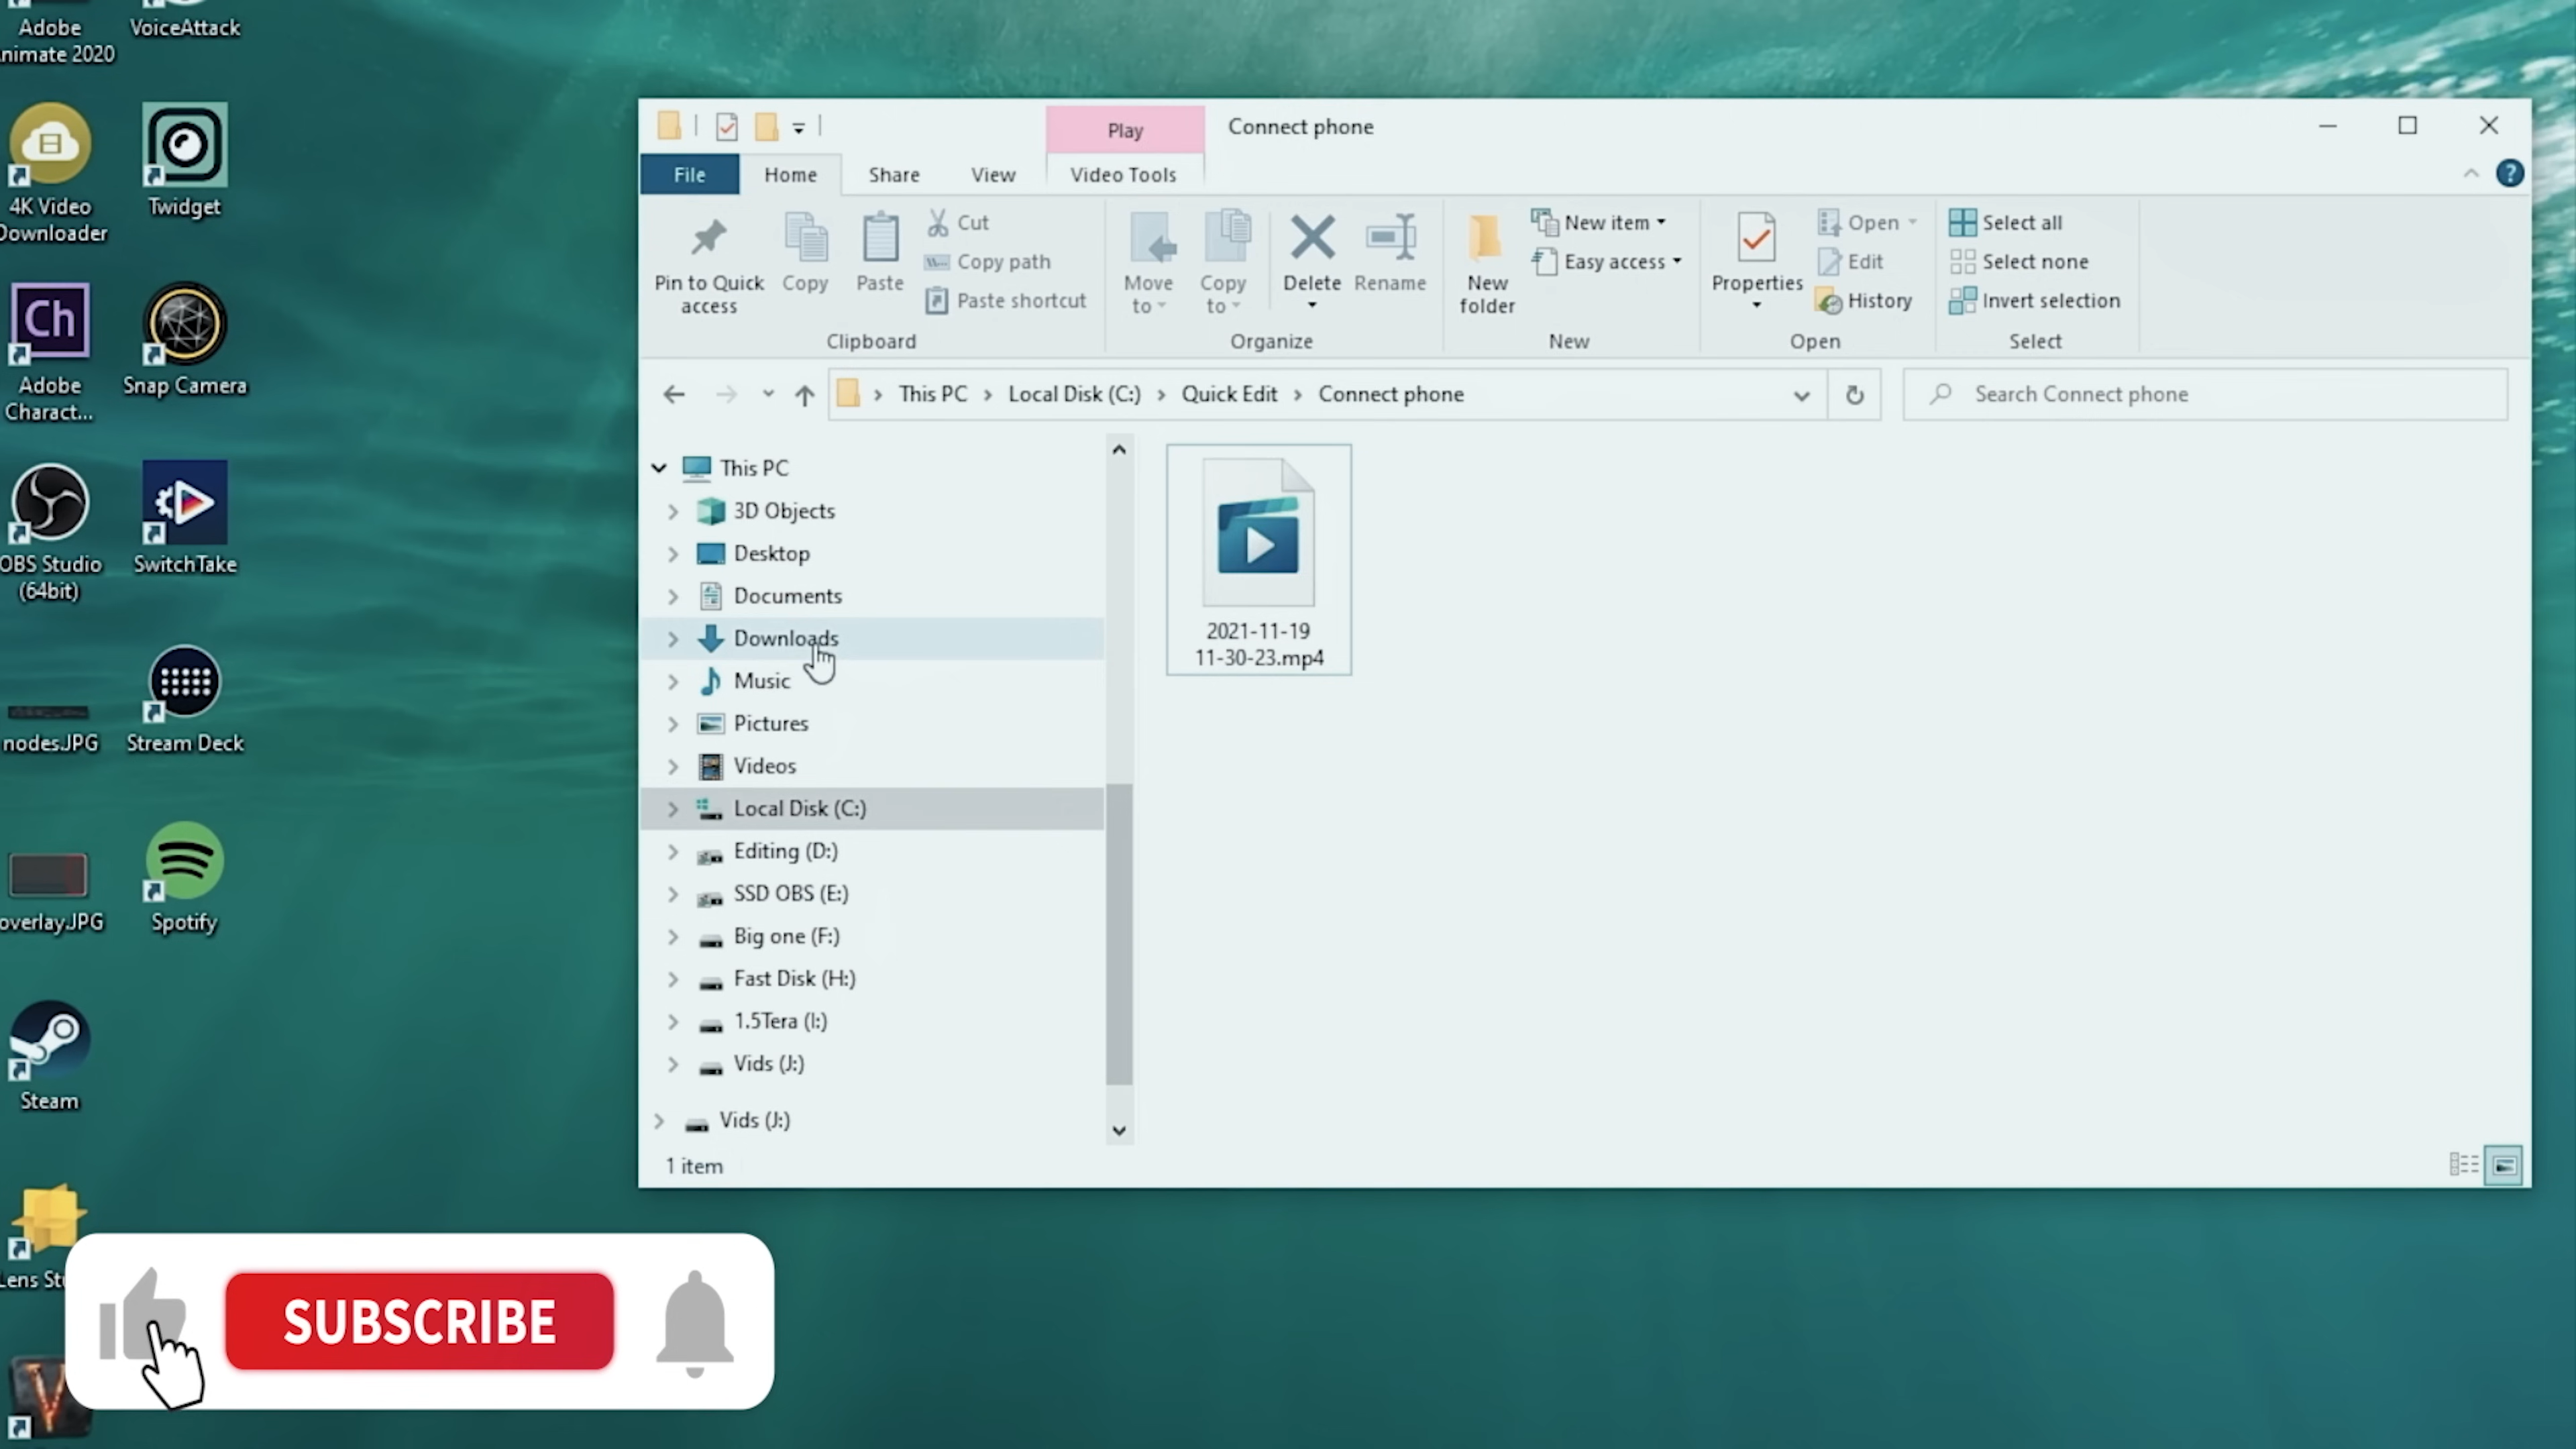 Adobe
nimate 2020
VoiceAttack
4K Video
Downloader
Twidget
Ch
Adobe
Charact...
Snap Camera
OBS Studio
(64bit)
SwitchTake
nodes.JPG
Stream Deck
overlay.JPG
Spotify
Steam
Lens Stu
Play
Connect phone
File
Home
Share
View
Video Tools
?
Pin to Quick
access
Copy
Paste
Cut
Copy path
Paste shortcut
Clipboard
Move
to
Copy
to
Delete
Rename
Organize
New
folder
New item
Easy access
New
Properties
Open
Edit
History
Open
Select all
Select none
Invert selection
Select
This PC
Local Disk (C:)
Quick Edit
Connect phone
Search Connect phone
This PC
3D Objects
Desktop
Documents
Downloads
Music
Pictures
Videos
Local Disk (C:)
Editing (D:)
SSD OBS (E:)
Big one (F:)
Fast Disk (H:)
1.5Tera (I:)
Vids (J:)
Vids (J:)
2021-11-19
11-30-23.mp4
1 item
SUBSCRIBE
V